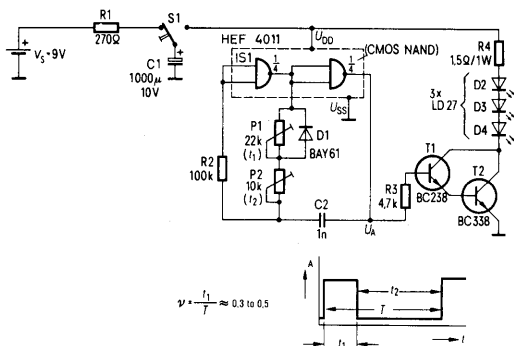 R1
270Ω
S1
V_S = 9V
C1
1000μ
10V
HEF 4011
U_DD
(CMOS NAND)
IS1
1/4
1/4
U_SS
R4
1,5Ω/1W
3x
LD 27
D2
D3
D4
P1
22k
(t₁)
D1
BAY61
R2
100k
P2
10k
(t₂)
C2
1n
U_A
R3
4,7k
T1
BC238
T2
BC338
ν = t₁/T ≈ 0,3 to 0,5
A
t₂
T
t₁
t